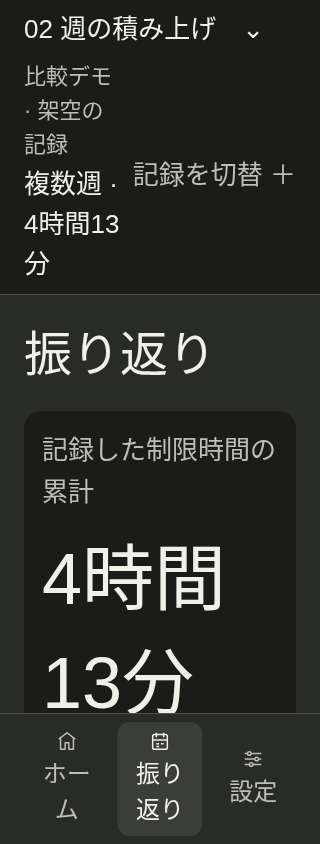 02 週の積み上げ
比較デモ
· 架空の
記録
複数週 ·
4時間13
分
記録を切替 ＋
振り返り
記録した制限時間の
累計
4時間
13分
ホー
ム
振り
返り
設定